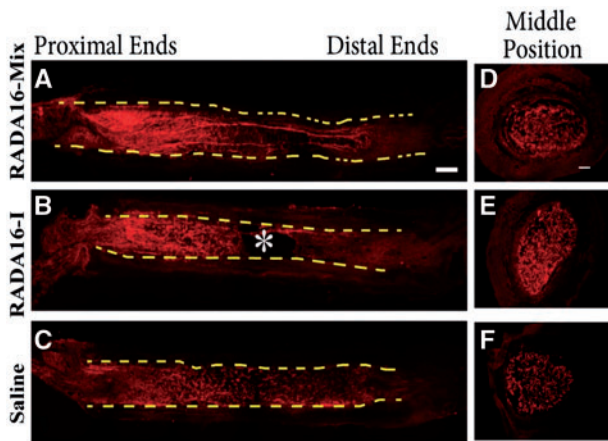 Proximal Ends Distal Ends Middle
Position
RADA16-Mix
A
D
RADA16-I
B
*
E
Saline
C
F